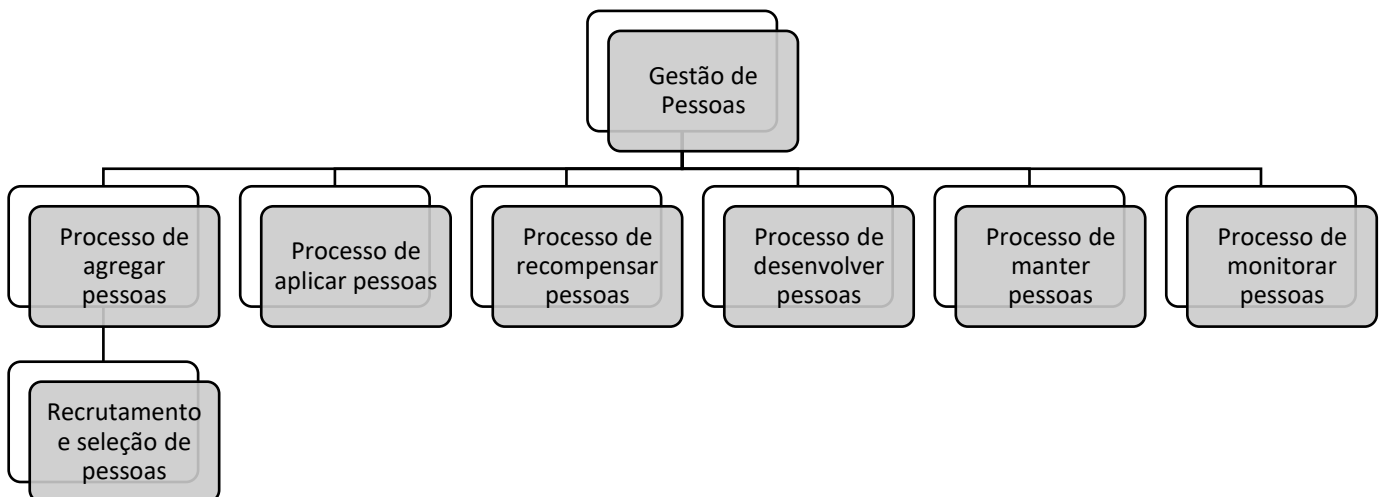 Gestão de
Pessoas
Processo de
agregar
pessoas
Processo de
aplicar pessoas
Processo de
recompensar
pessoas
Processo de
desenvolver
pessoas
Processo de
manter
pessoas
Processo de
monitorar
pessoas
Recrutamento
e seleção de
pessoas